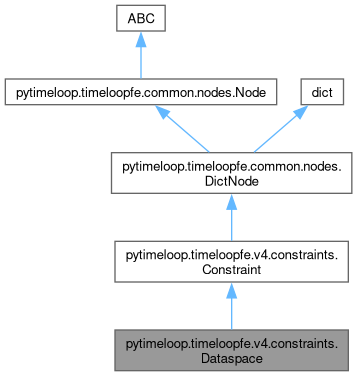 ABC
pytimeloop.timeloopfe.common.nodes.Node
dict
pytimeloop.timeloopfe.common.nodes.
DictNode
pytimeloop.timeloopfe.v4.constraints.
Constraint
pytimeloop.timeloopfe.v4.constraints.
Dataspace